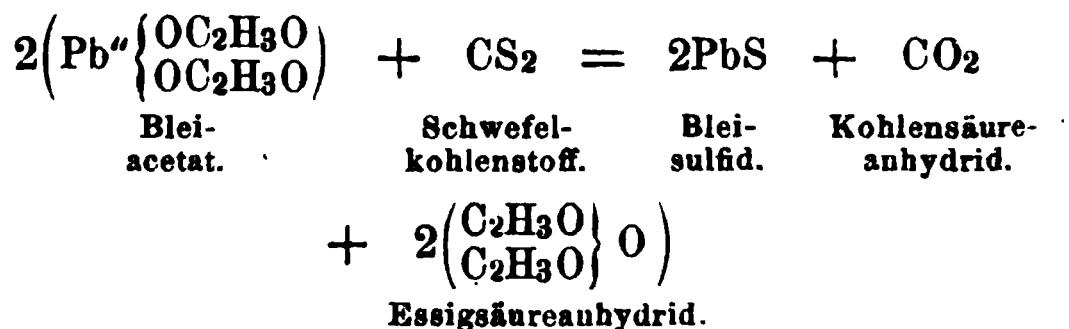 2(Pb″{OC₂H₃O OC₂H₃O) + CS₂ = 2PbS + CO₂
Blei- Schwefel- Blei- Kohlensäure-
acetat. kohlenstoff. sulfid. anhydrid.
+ 2(C₂H₃O C₂H₃O} O)
Essigsäureanhydrid.